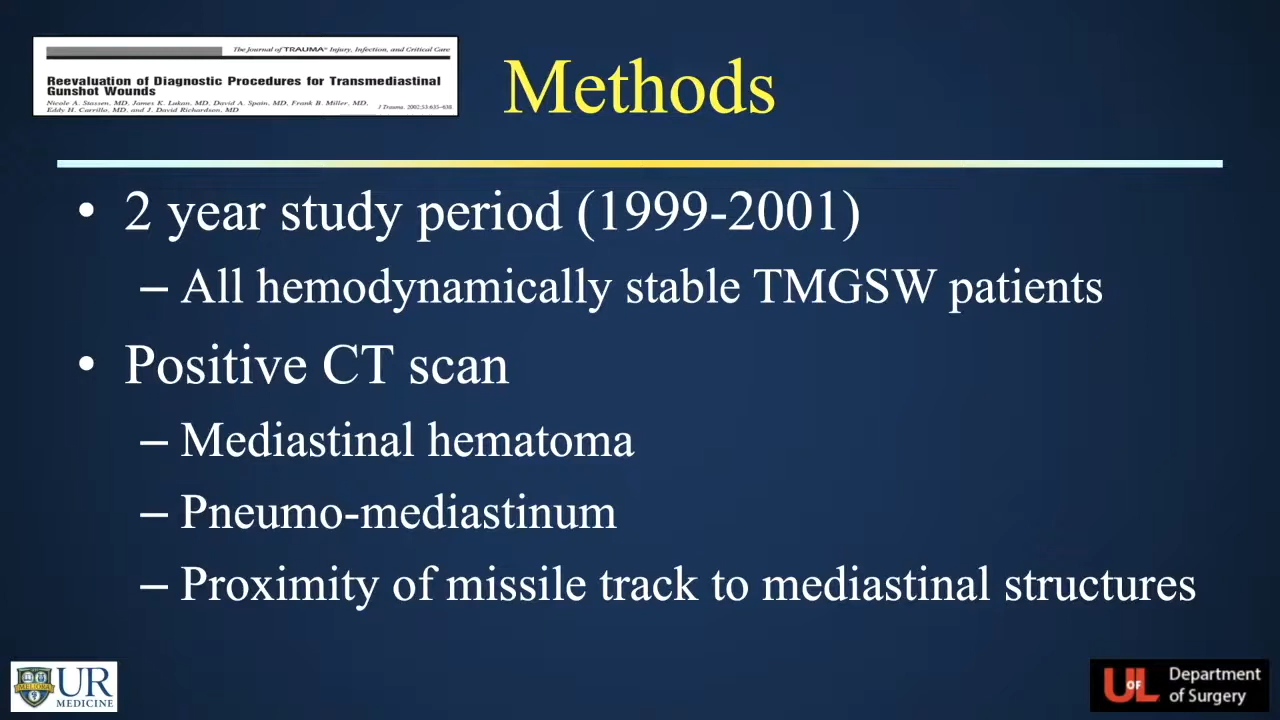 The Journal of TRAUMA® Injury, Infection, and Critical Care
Reevaluation of Diagnostic Procedures for Transmediastinal
Gunshot Wounds
Nicole A. Stassen, MD, James K. Lukan, MD, David A. Spain, MD, Frank B. Miller, MD,
Eddy H. Carrillo, MD, and J. David Richardson, MD
J Trauma. 2002;53:635–638
Methods
• 2 year study period (1999-2001)
– All hemodynamically stable TMGSW patients
• Positive CT scan
– Mediastinal hematoma
– Pneumo-mediastinum
– Proximity of missile track to mediastinal structures
MELIORA
UR
MEDICINE
UOFL
Department
of Surgery